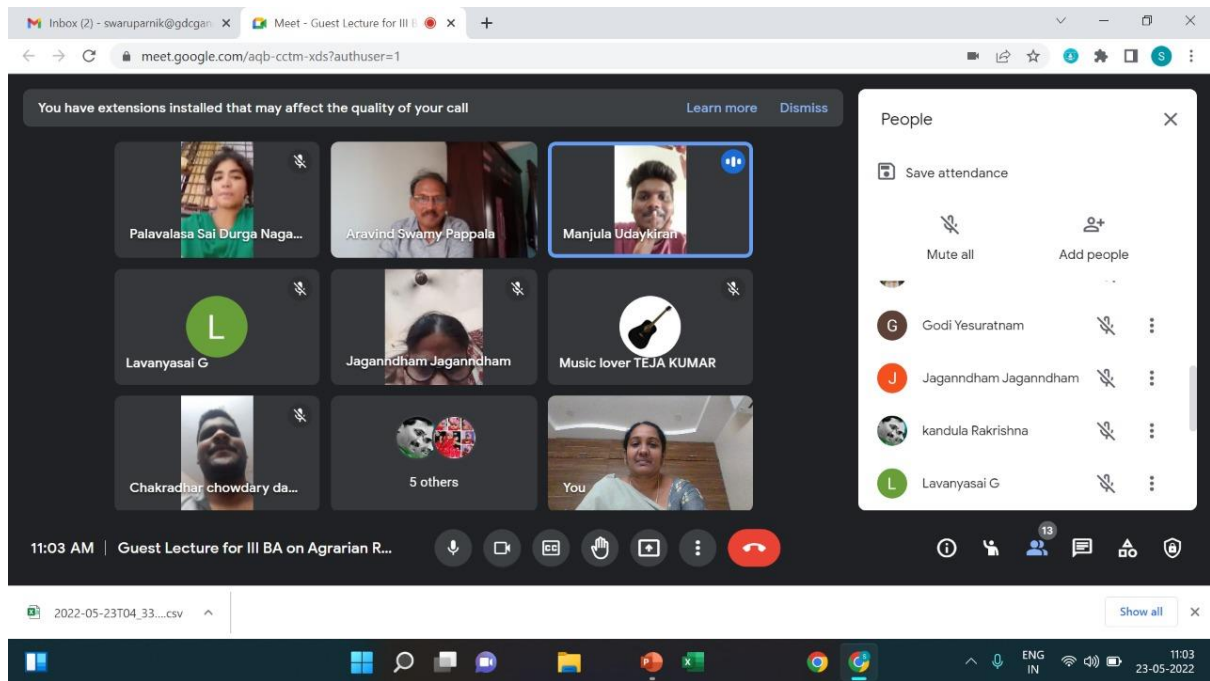 Inbox (2) - swaruparnik@gdcgan
Meet - Guest Lecture for III B
meet.google.com/aqb-cctm-xds?authuser=1
S
You have extensions installed that may affect the quality of your call
Learn more
Dismiss
People
Save attendance
Mute all
Add people
Palavalasa Sai Durga Naga...
Aravind Swamy Pappala
Manjula Udaykiran
L
Lavanyasai G
Jaganndham Jaganndham
Music lover TEJA KUMAR
Chakradhar chowdary da...
5 others
You
G
Godi Yesuratnam
J
Jaganndham Jaganndham
kandula Rakrishna
L
Lavanyasai G
11:03 AM | Guest Lecture for III BA on Agrarian R...
CC
13
2022-05-23T04_33....csv
Show all
ENG
IN
11:03
23-05-2022